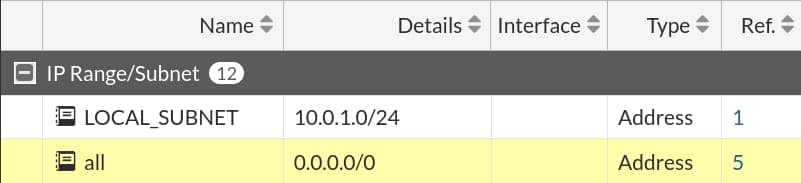 Name Details Interface Type Ref.
IP Range/Subnet 12
LOCAL_SUBNET 10.0.1.0/24 Address 1
all 0.0.0.0/0 Address 5